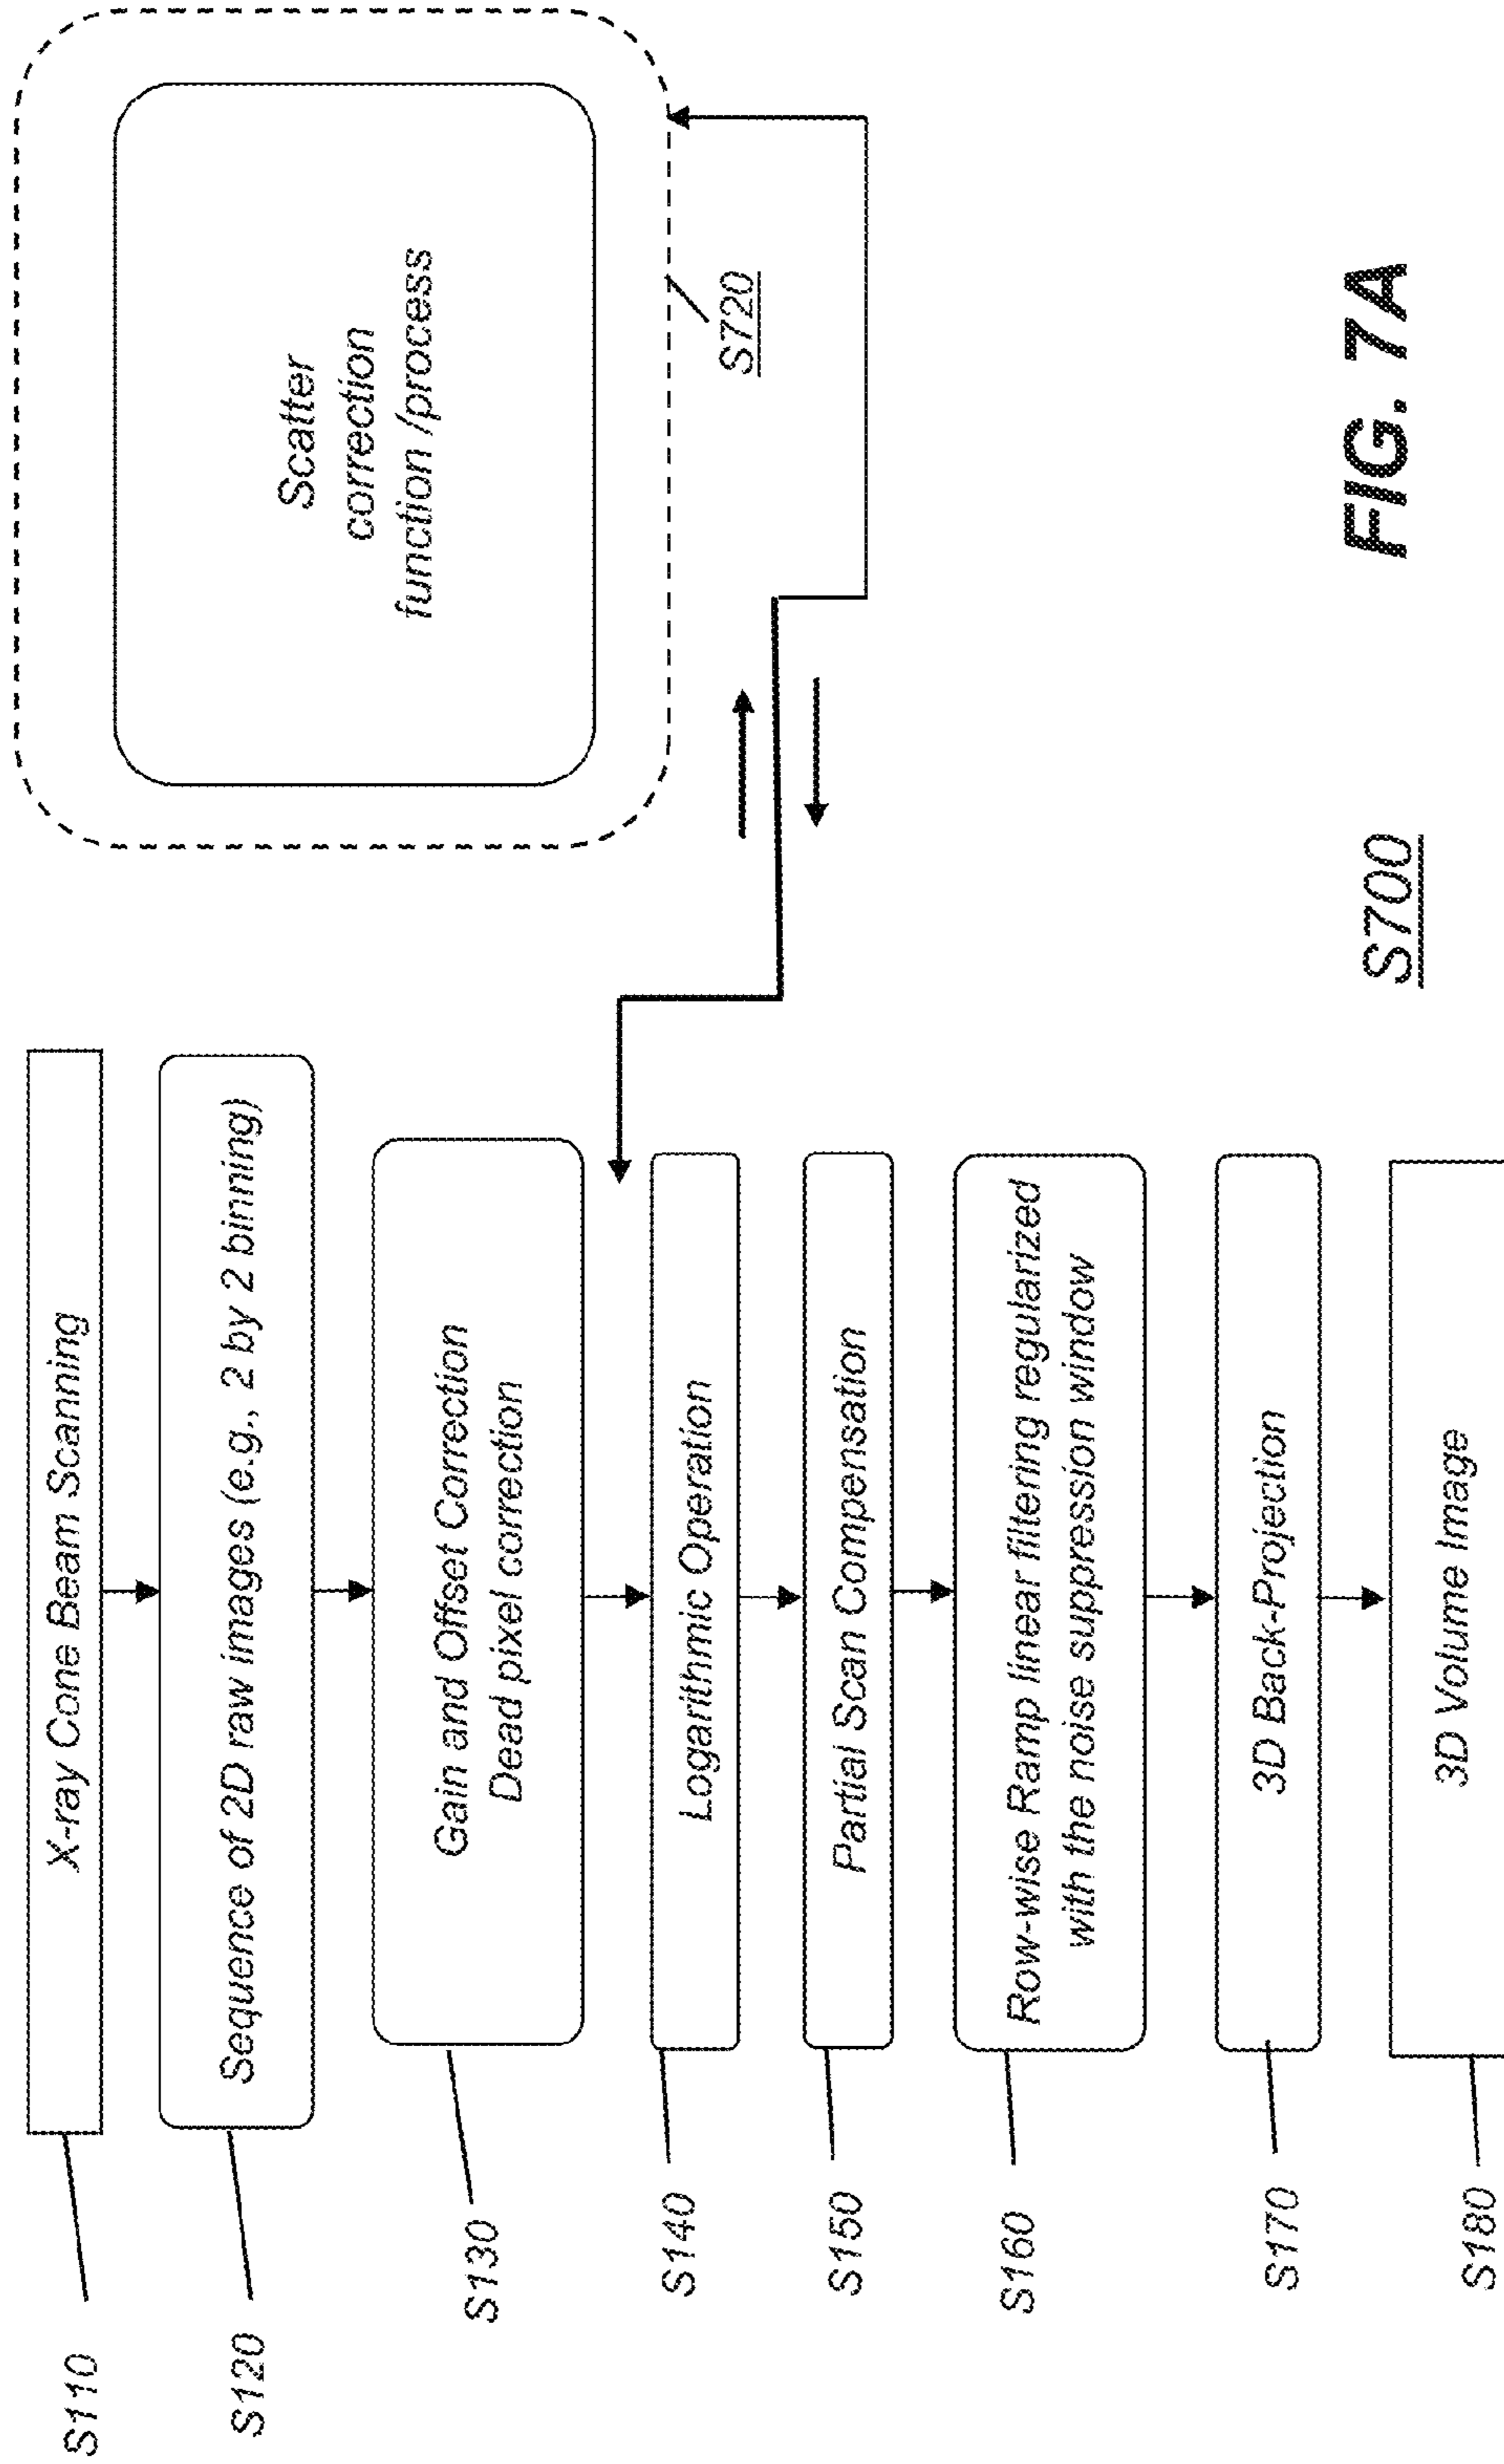 S110
X-ray Cone Beam Scanning
S120
Sequence of 2D raw images (e.g., 2 by 2 binning)
S130
Gain and Offset Correction
Dead pixel correction
S140
Logarithmic Operation
S150
Partial Scan Compensation
S160
Row-wise Ramp linear filtering regularized
with the noise suppression window
S170
3D Back-Projection
S180
3D Volume Image
Scatter
correction
function /process
S720
S700
FIG. 7A